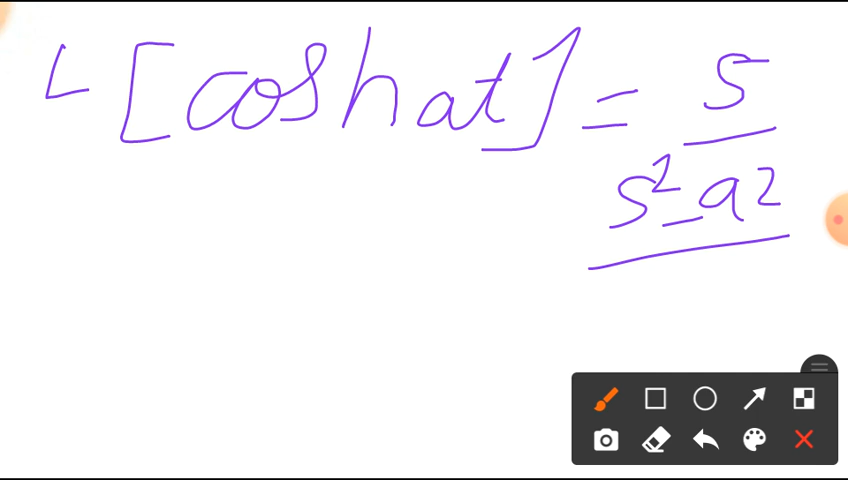 L [coshat] = s
s²-a²